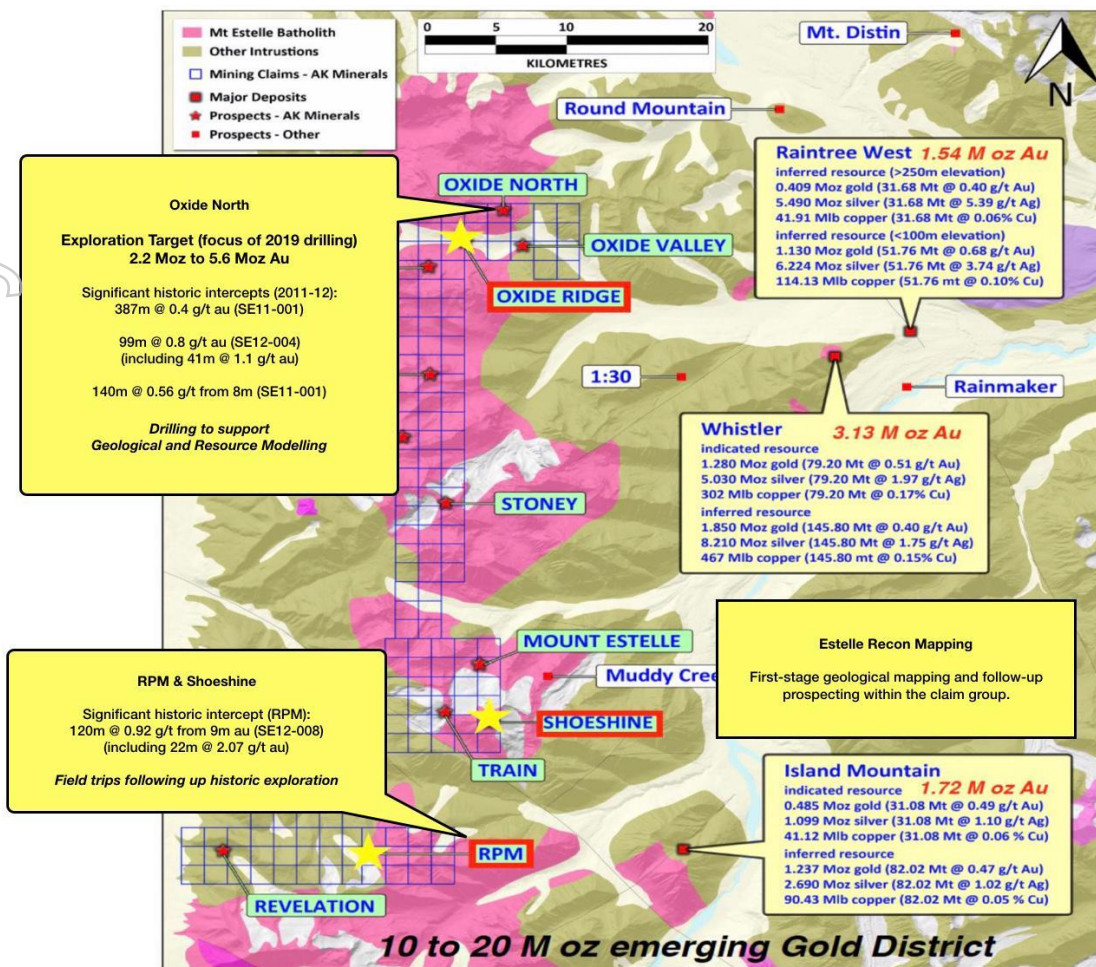 Mt Estelle Batholith
Other Intrustions
Mining Claims - AK Minerals
Major Deposits
Prospects - AK Minerals
Prospects - Other
0 5 10 20
KILOMETRES
N
Mt. Distin
Round Mountain
Oxide North
Exploration Target (focus of 2019 drilling)
2.2 Moz to 5.6 Moz Au
Significant historic intercepts (2011-12):
387m @ 0.4 g/t au (SE11-001)
99m @ 0.8 g/t au (SE12-004)
(including 41m @ 1.1 g/t au)
140m @ 0.56 g/t from 8m (SE11-001)
Drilling to support
Geological and Resource Modelling
OXIDE NORTH
OXIDE VALLEY
OXIDE RIDGE
Raintree West 1.54 M oz Au
inferred resource (>250m elevation)
0.409 Moz gold (31.68 Mt @ 0.40 g/t Au)
5.490 Moz silver (31.68 Mt @ 5.39 g/t Ag)
41.91 Mlb copper (31.68 Mt @ 0.06% Cu)
inferred resource (<100m elevation)
1.130 Moz gold (51.76 Mt @ 0.68 g/t Au)
6.224 Moz silver (51.76 Mt @ 3.74 g/t Ag)
114.13 Mlb copper (51.76 mt @ 0.10% Cu)
1:30
Rainmaker
Whistler
3.13 M oz Au
indicated resource
1.280 Moz gold (79.20 Mt @ 0.51 g/t Au)
5.030 Moz silver (79.20 Mt @ 1.97 g/t Ag)
302 Mlb copper (79.20 Mt @ 0.17% Cu)
inferred resource
1.850 Moz gold (145.80 Mt @ 0.40 g/t Au)
8.210 Moz silver (145.80 Mt @ 1.75 g/t Ag)
467 Mlb copper (145.80 mt @ 0.15% Cu)
STONEY
Estelle Recon Mapping
First-stage geological mapping and follow-up
prospecting within the claim group.
MOUNT ESTELLE
Muddy Cree
SHOESHINE
TRAIN
RPM & Shoeshine
Significant historic intercept (RPM):
120m @ 0.92 g/t from 9m au (SE12-008)
(including 22m @ 2.07 g/t au)
Field trips following up historic exploration
Island Mountain
indicated resource 1.72 M oz Au
0.485 Moz gold (31.08 Mt @ 0.49 g/t Au)
1.099 Moz silver (31.08 Mt @ 1.10 g/t Ag)
41.12 Mlb copper (31.08 Mt @ 0.06 % Cu)
inferred resource
1.237 Moz gold (82.02 Mt @ 0.47 g/t Au)
2.690 Moz silver (82.02 Mt @ 1.02 g/t Ag)
90.43 Mlb copper (82.02 Mt @ 0.05 % Cu)
RPM
REVELATION
10 to 20 M oz emerging Gold District